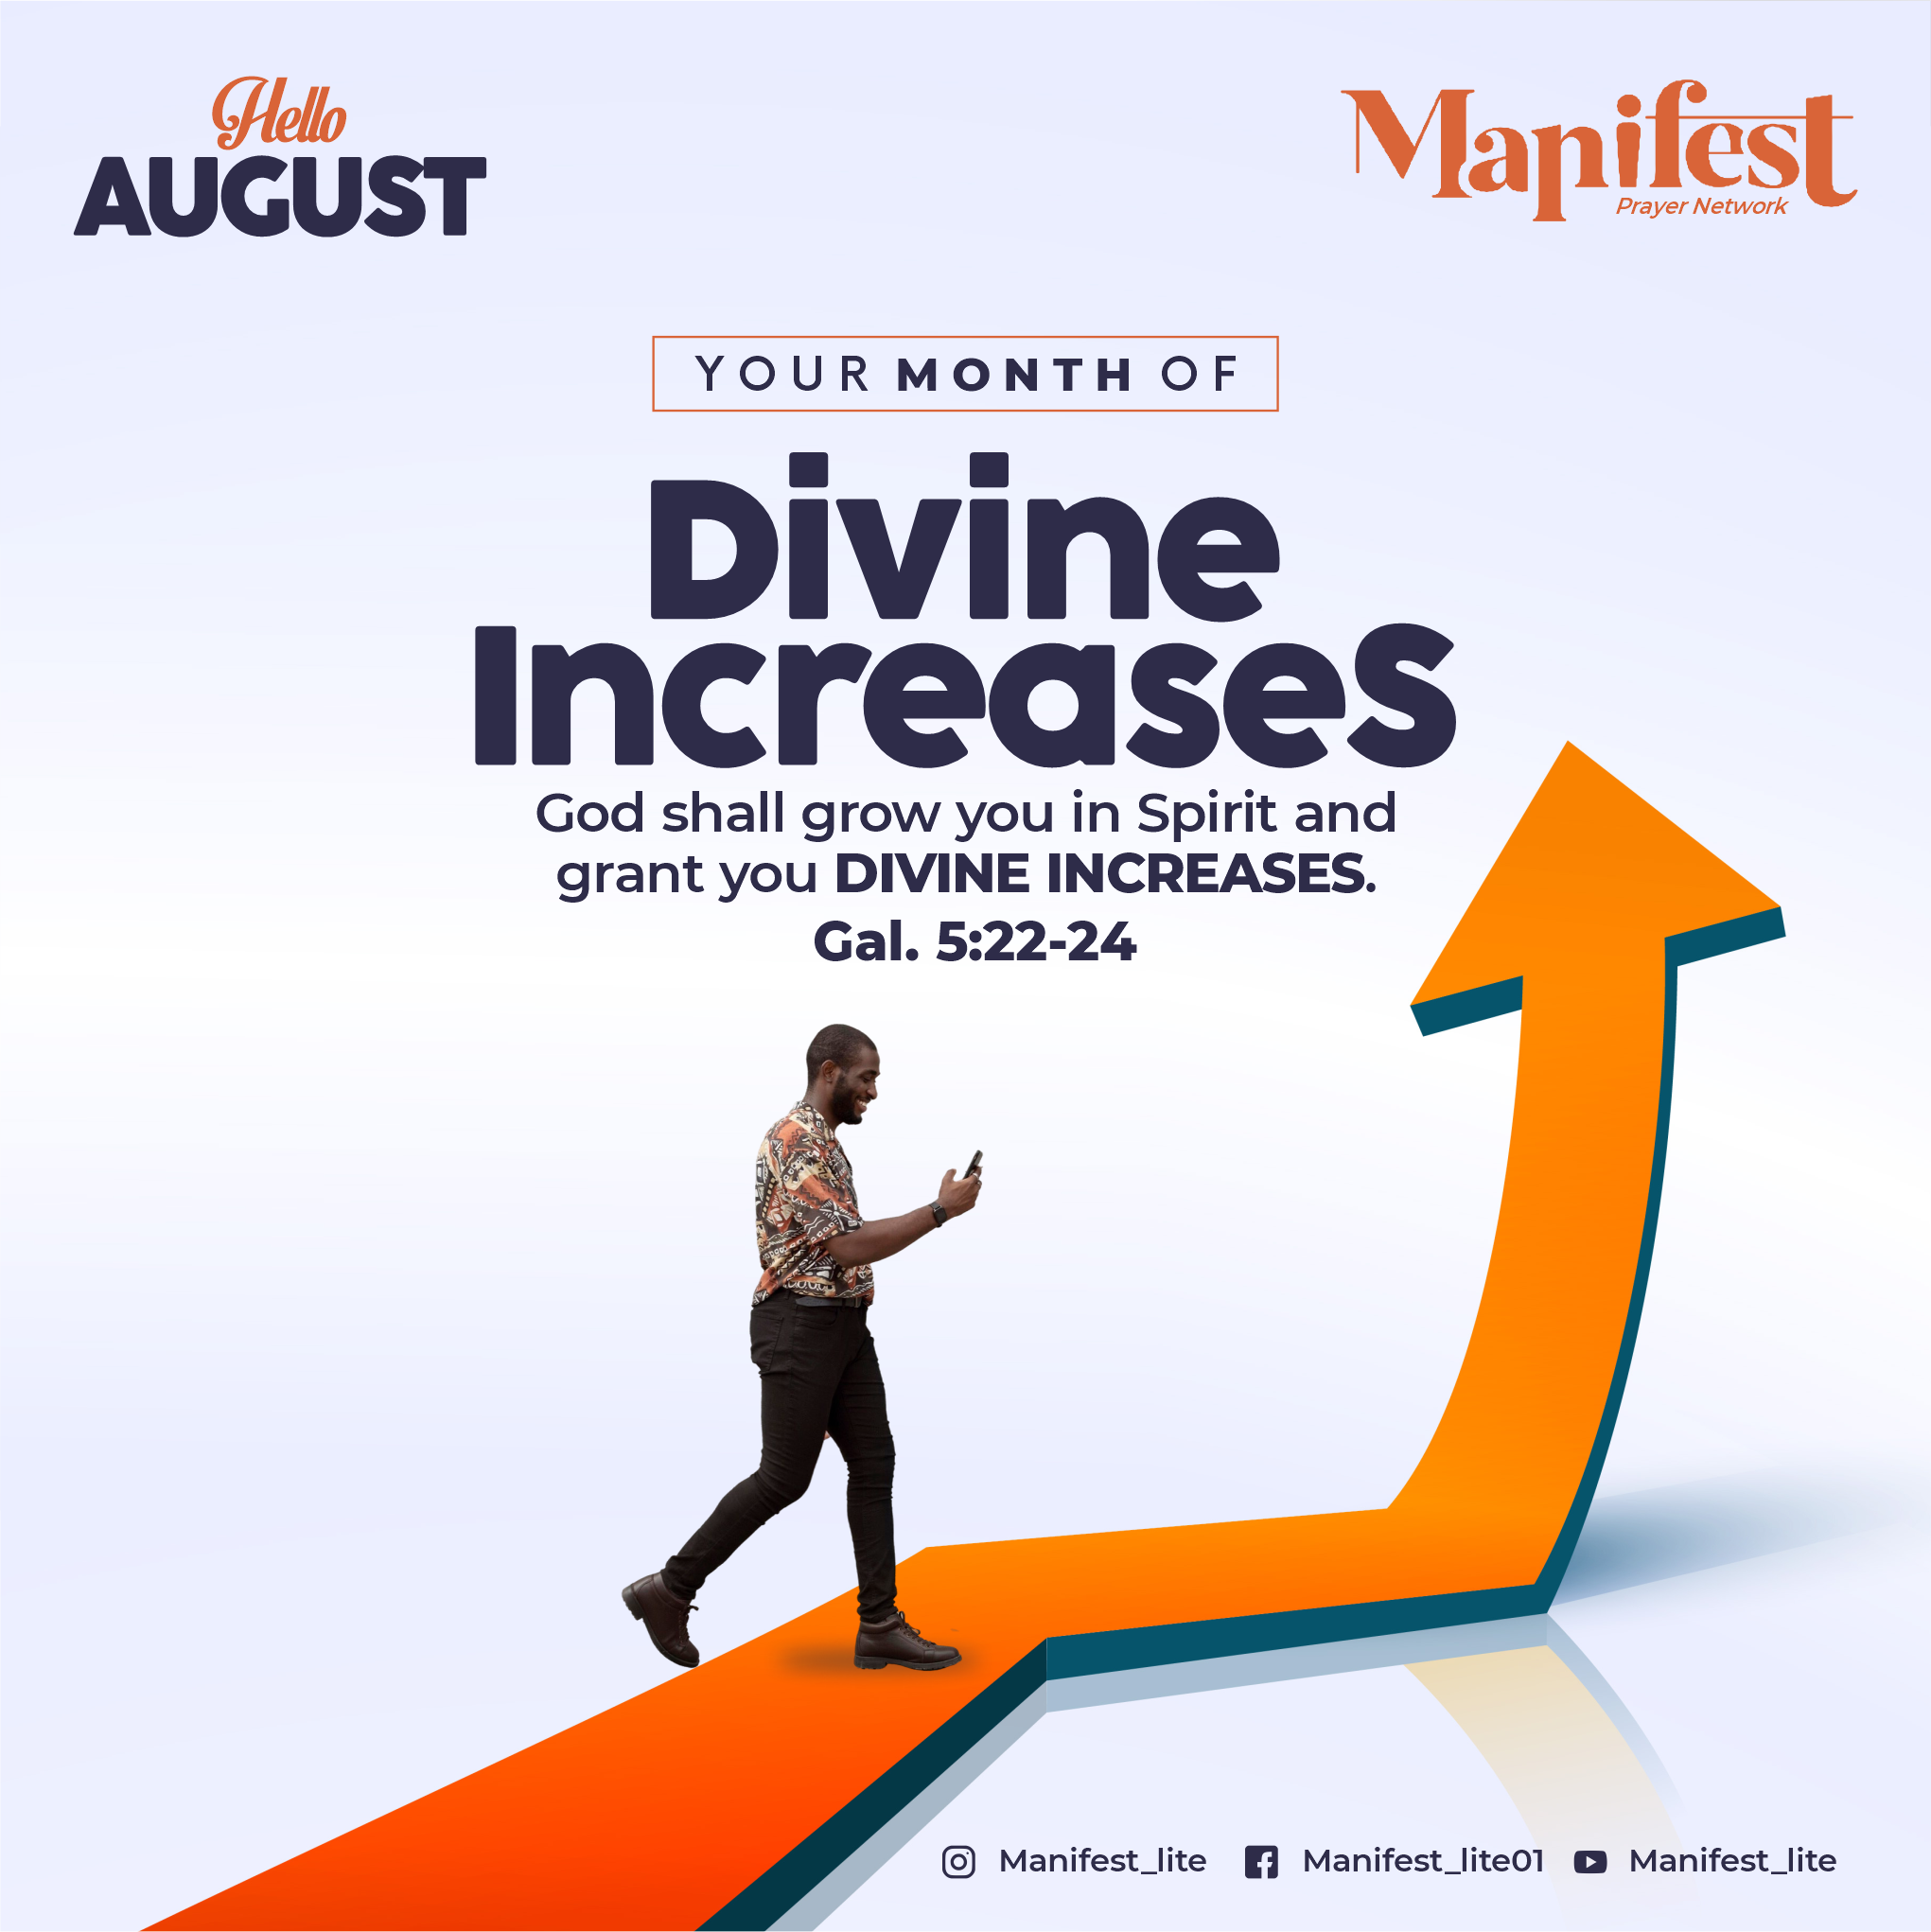 Hello
AUGUST
Manifest
Prayer Network
YOUR MONTH OF
Divine
Increases
God shall grow you in Spirit and
grant you DIVINE INCREASES.
Gal. 5:22-24
Manifest_lite Manifest_lite01 Manifest_lite